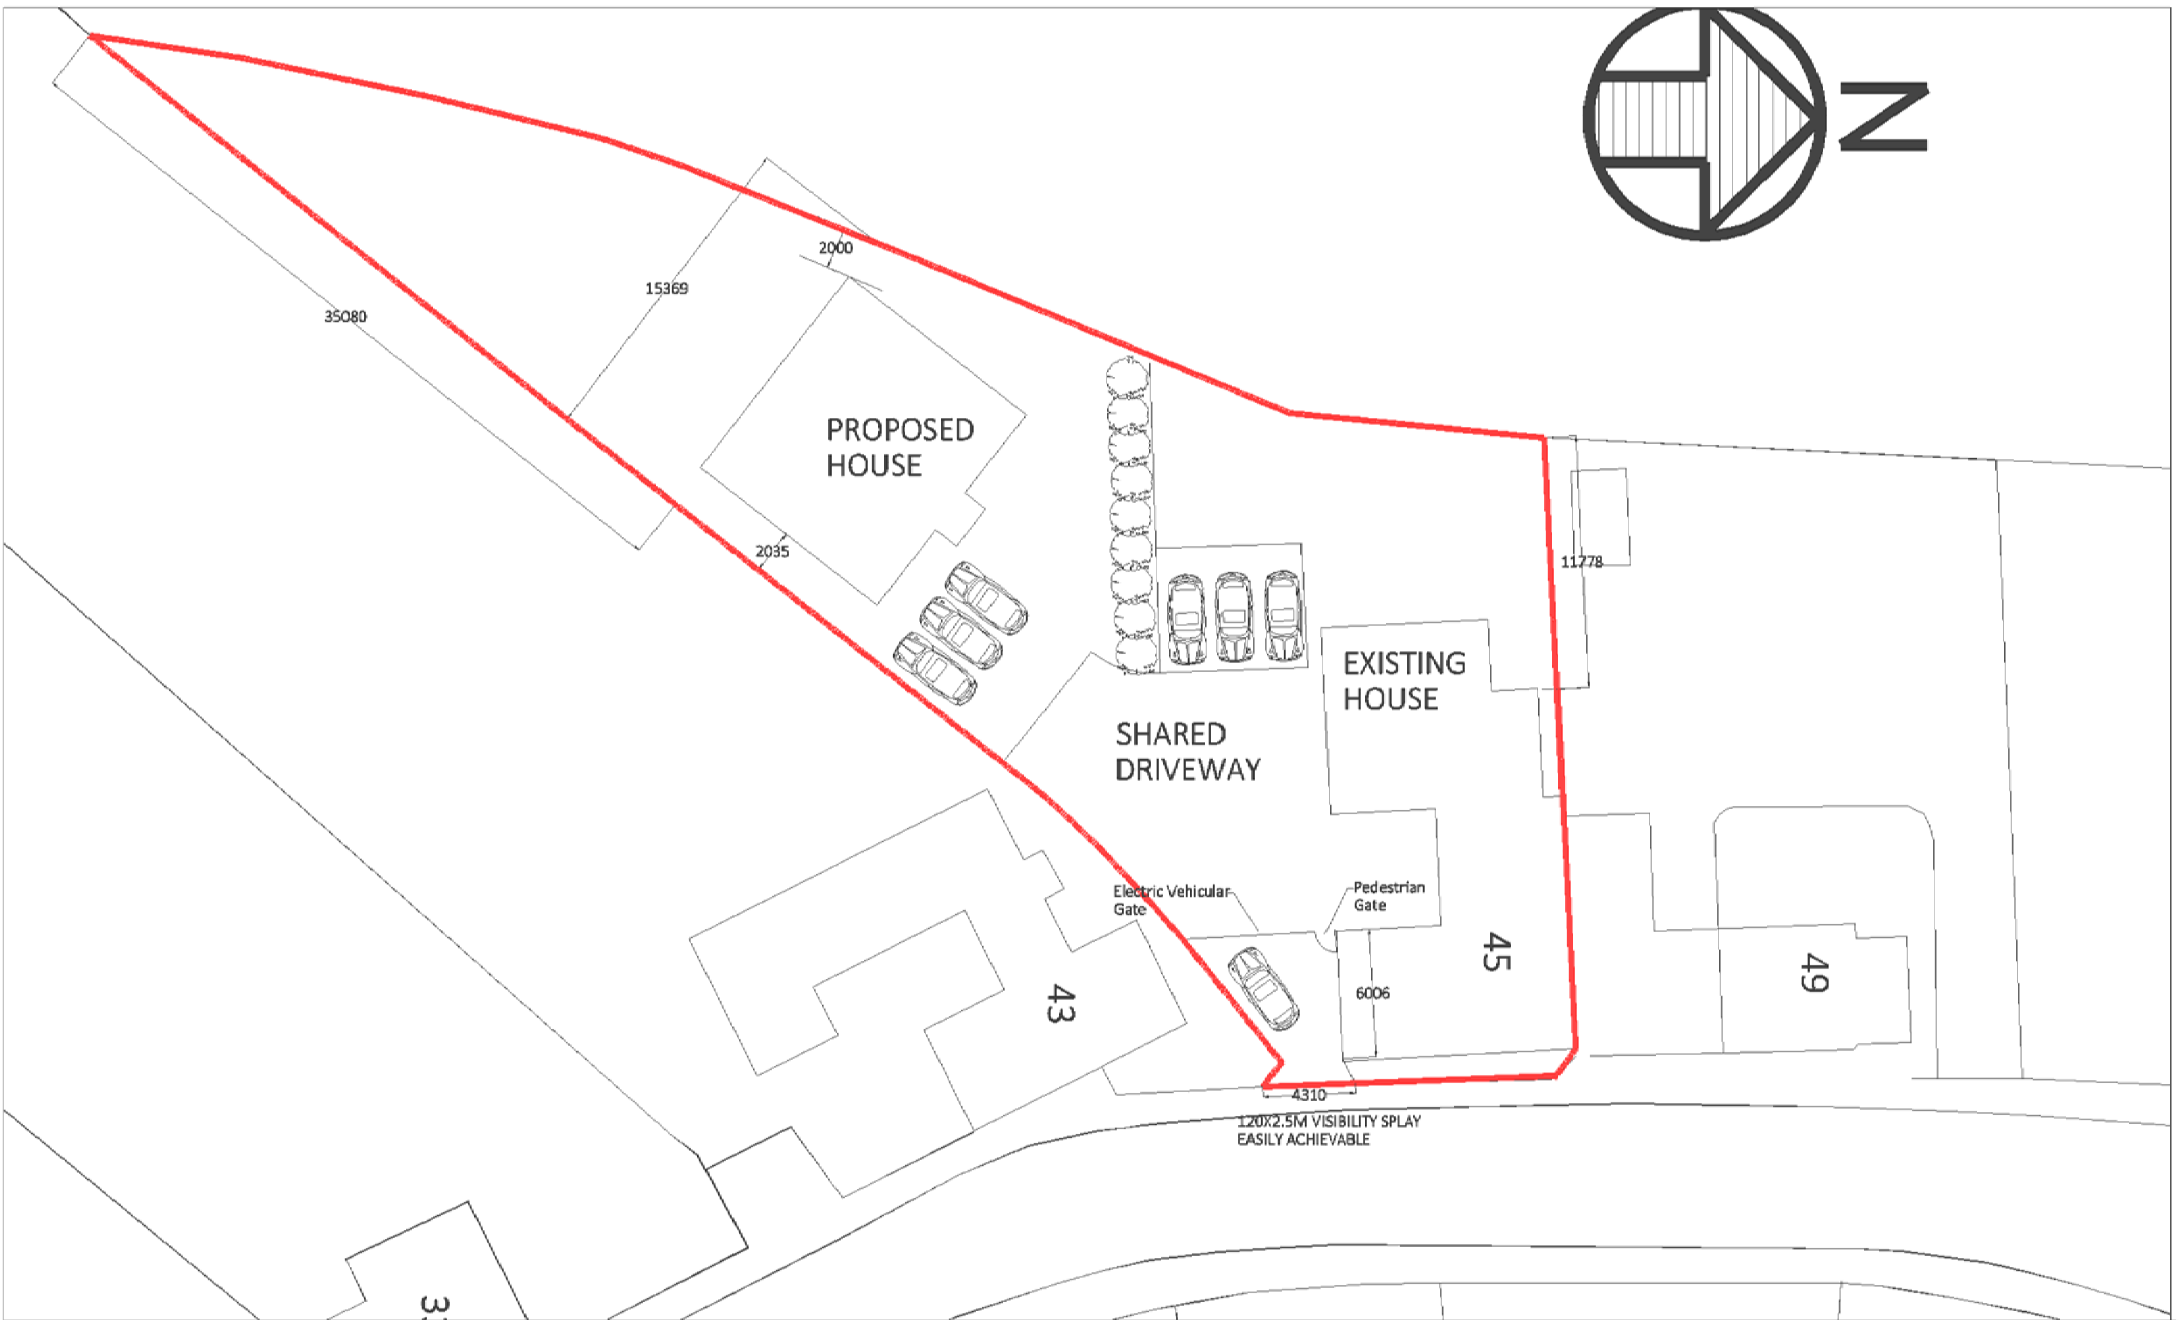 N
2000
15369
35080
PROPOSED
HOUSE
2035
11778
EXISTING
HOUSE
SHARED
DRIVEWAY
Electric Vehicular
Gate
Pedestrian
Gate
45
49
43
6006
4310
120X2.5M VISIBILITY SPLAY
EASILY ACHIEVABLE